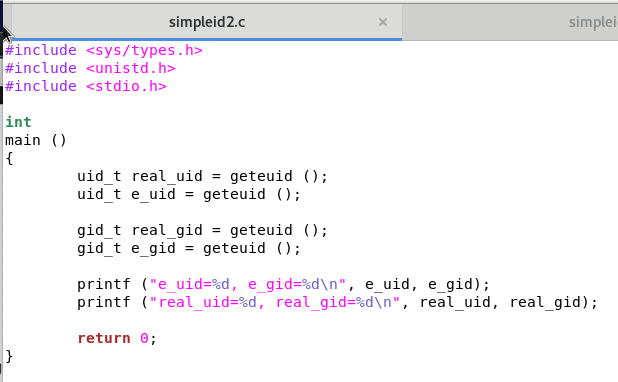 simpleid2.c × simplei
#include <sys/types.h>
#include <unistd.h>
#include <stdio.h>
int
main ()
{
uid_t real_uid = geteuid ();
uid_t e_uid = geteuid ();
gid_t real_gid = geteuid ();
gid_t e_gid = geteuid ();
printf ("e_uid=%d, e_gid=%d\n", e_uid, e_gid);
printf ("real_uid=%d, real_gid=%d\n", real_uid, real_gid);
return 0;
}